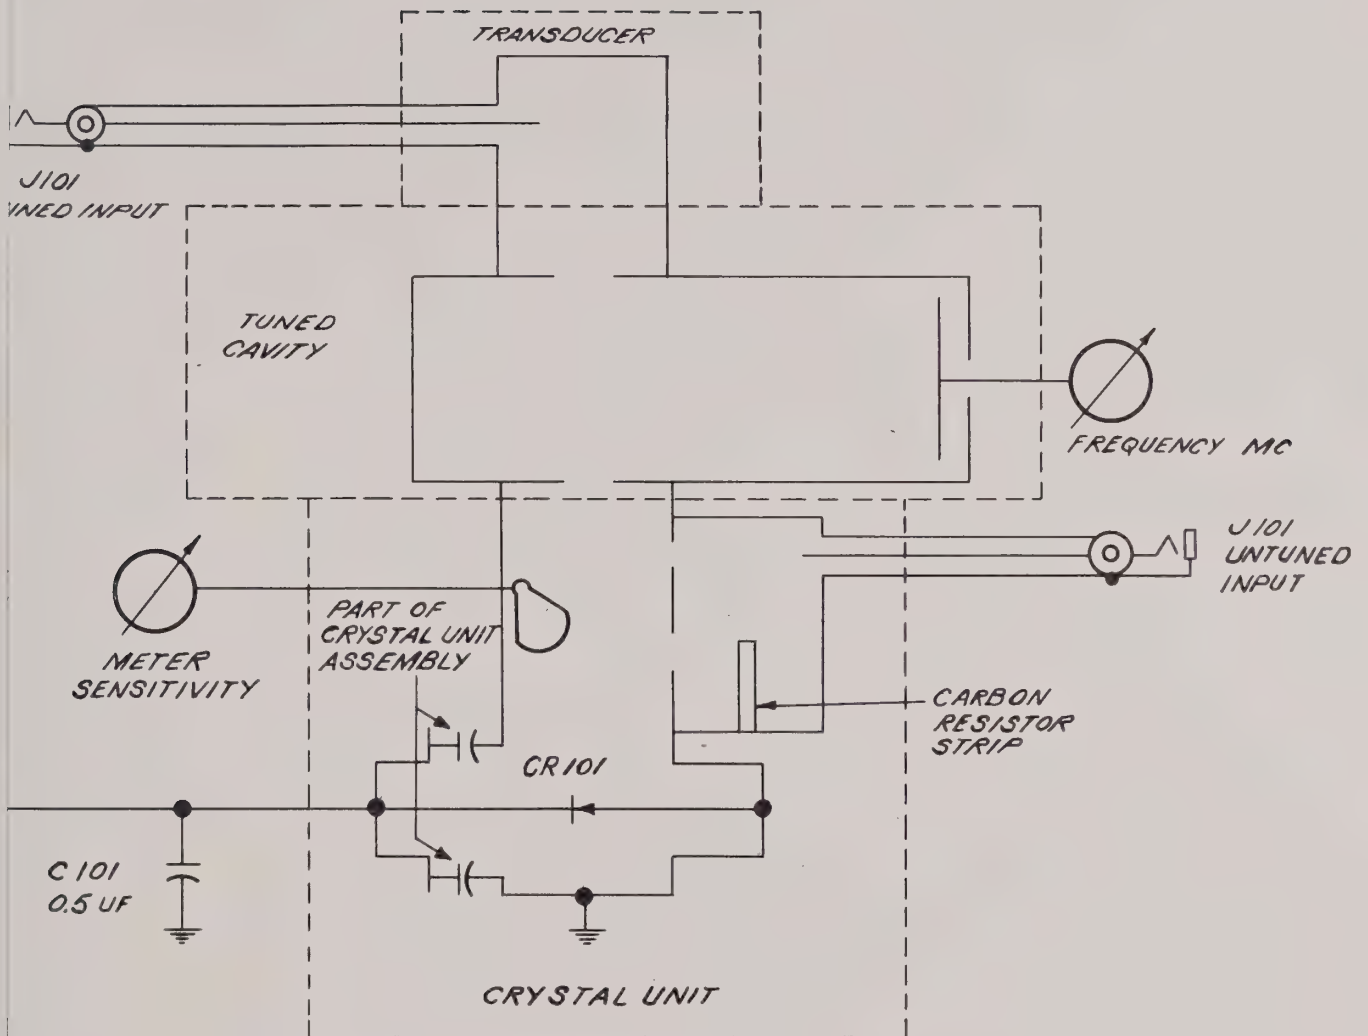 TRANSDUCER
J101
INPUT
TUNED
CAVITY
FREQUENCY MC
J101
UNTUNED
INPUT
PART OF
CRYSTAL UNIT
ASSEMBLY
METER
SENSITIVITY
CARBON
RESISTOR
STRIP
CR101
C101
0.5 UF
CRYSTAL UNIT